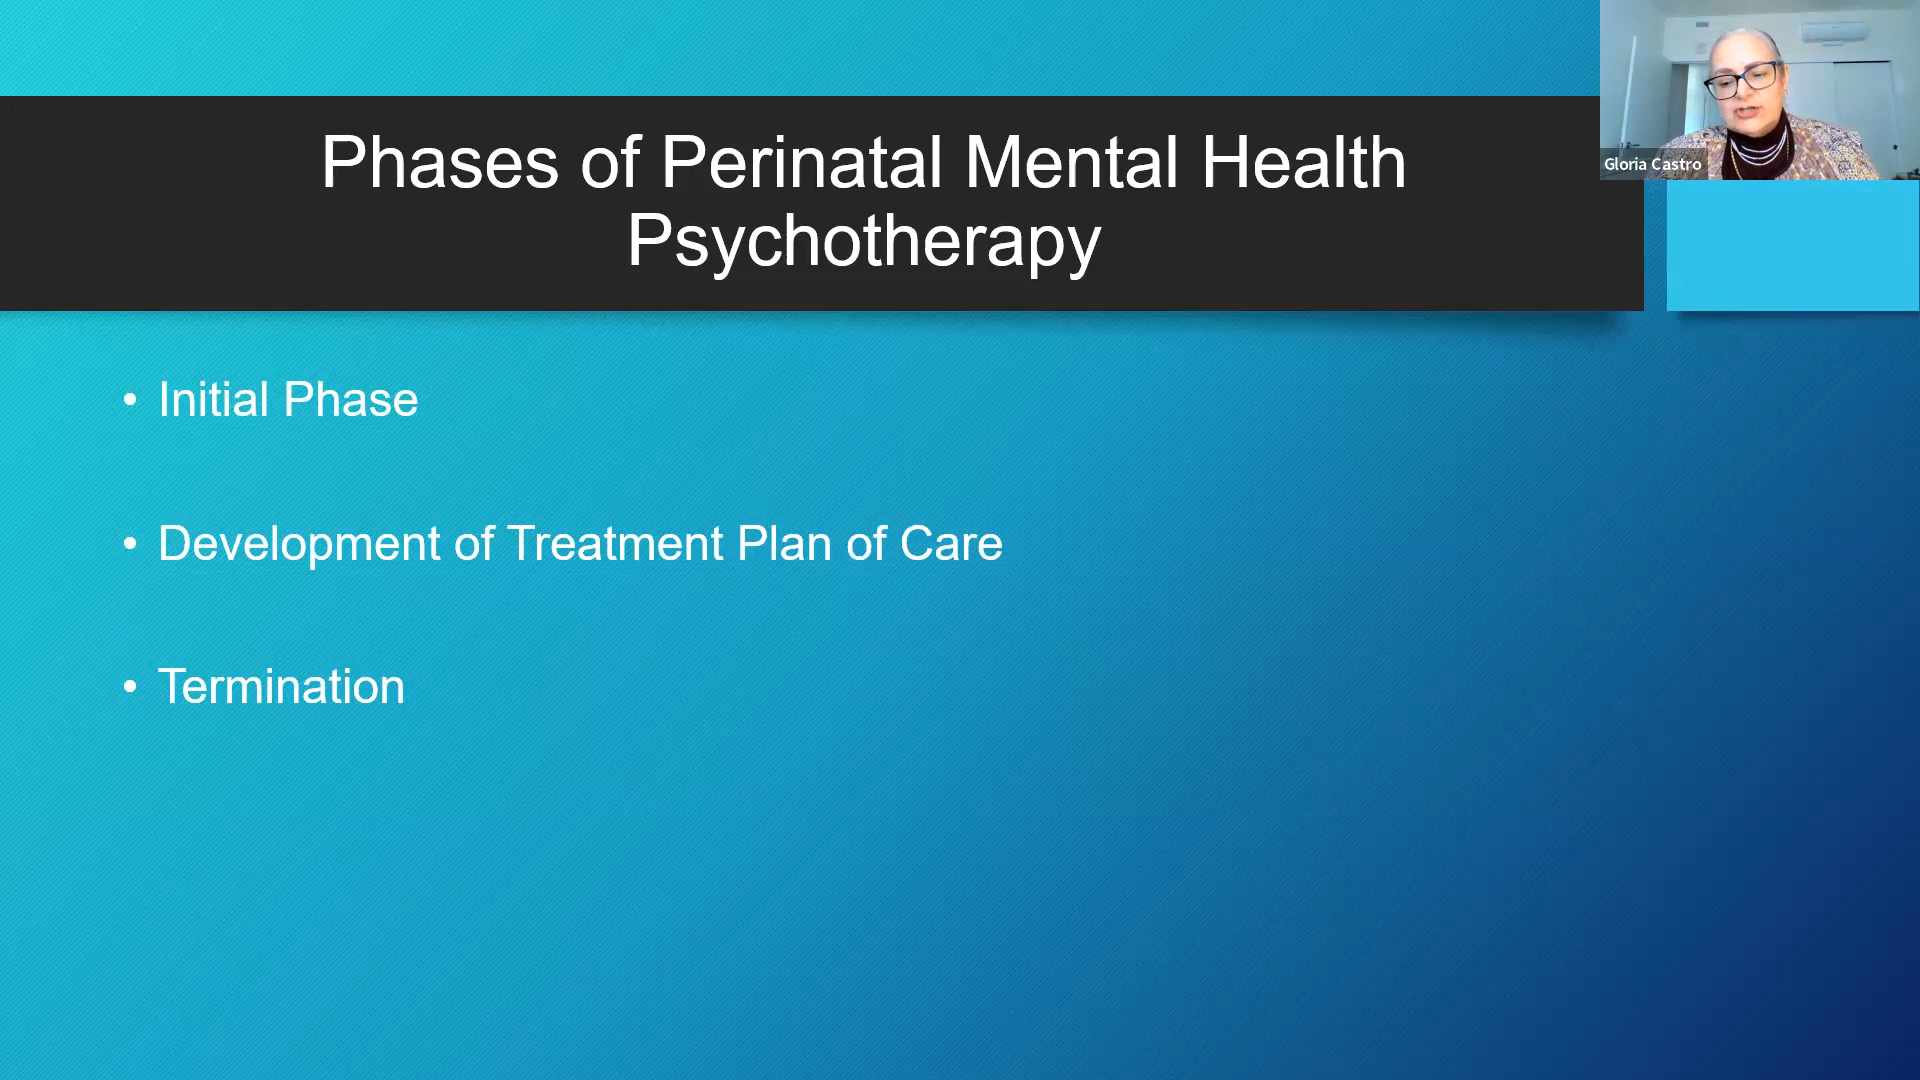 Phases of Perinatal Mental Health
Psychotherapy
Gloria Castro
• Initial Phase
• Development of Treatment Plan of Care
• Termination